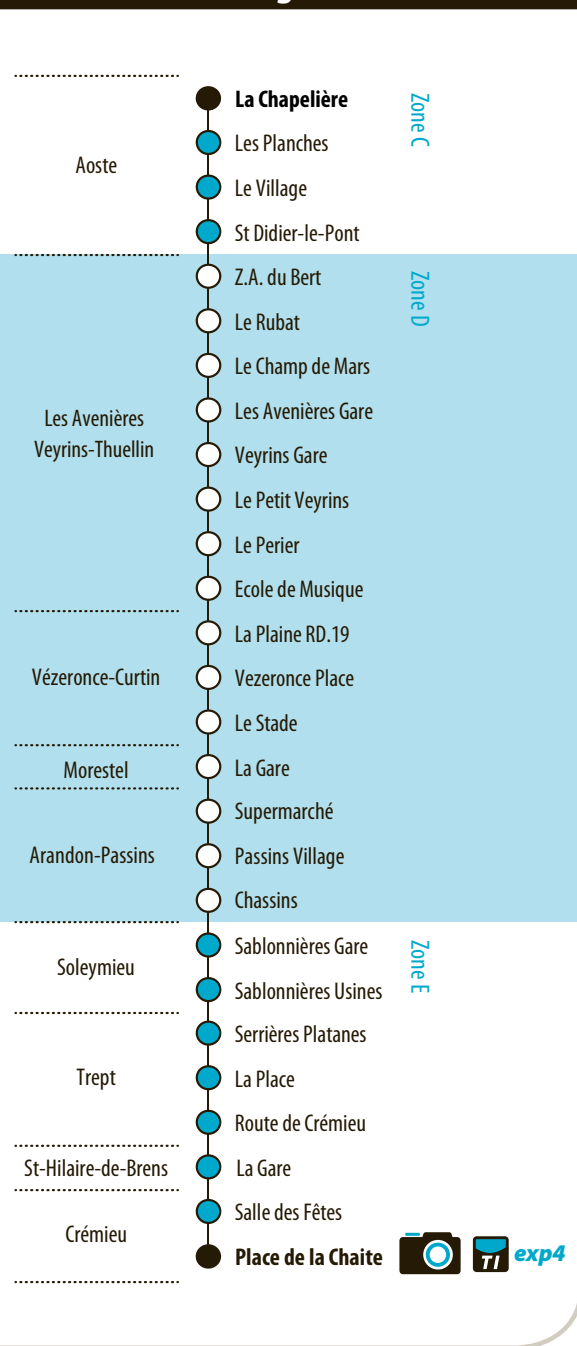 Aoste
La Chapelière
Zone C
Les Planches
Le Village
St Didier-le-Pont
Les Avenières
Veyrins-Thuellin
Z.A. du Bert
Zone D
Le Rubat
Le Champ de Mars
Les Avenières Gare
Veyrins Gare
Le Petit Veyrins
Le Perier
Ecole de Musique
Vézeronce-Curtin
La Plaine RD.19
Vezeronce Place
Le Stade
Morestel
La Gare
Arandon-Passins
Supermarché
Passins Village
Chassins
Soleymieu
Sablonnières Gare
Zone E
Sablonnières Usines
Trept
Serrières Platanes
La Place
Route de Crémieu
St-Hilaire-de-Brens
La Gare
Crémieu
Salle des Fêtes
Place de la Chaite
TI
exp4